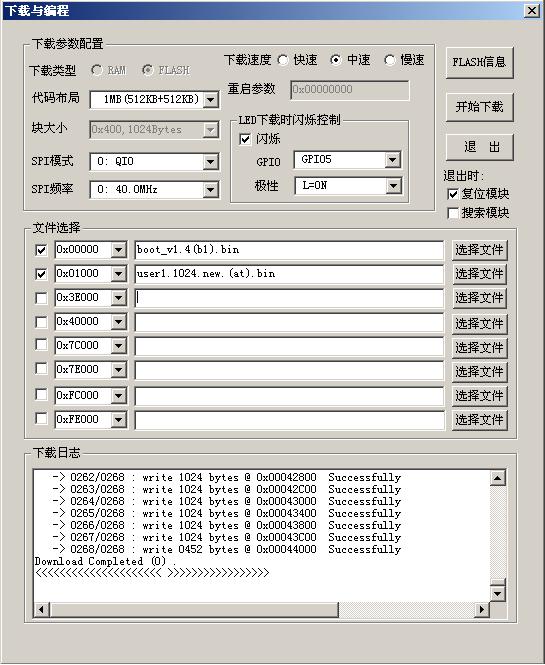 下载与编程
下载参数配置
下载类型 RAM FLASH
代码布局 1MB(512KB+512KB)
块大小 0x400,1024Bytes
SPI模式 0: QIO
SPI频率 0: 40.0MHz
下载速度 快速 中速 慢速
重启参数 0x00000000
LED下载时闪烁控制
闪烁
GPIO GPIO5
极性 L=ON
FLASH信息
开始下载
退 出
退出时:
复位模块
搜索模块
文件选择
0x00000 boot_v1.4(b1).bin 选择文件
0x01000 user1.1024.new.(at).bin 选择文件
0x3E000 选择文件
0x40000 选择文件
0x7C000 选择文件
0x7E000 选择文件
0xFC000 选择文件
0xFE000 选择文件
下载日志
-> 0262/0268 : write 1024 bytes @ 0x00042800 Successfully
-> 0263/0268 : write 1024 bytes @ 0x00042C00 Successfully
-> 0264/0268 : write 1024 bytes @ 0x00043000 Successfully
-> 0265/0268 : write 1024 bytes @ 0x00043400 Successfully
-> 0266/0268 : write 1024 bytes @ 0x00043800 Successfully
-> 0267/0268 : write 1024 bytes @ 0x00043C00 Successfully
-> 0268/0268 : write 0452 bytes @ 0x00044000 Successfully
Download Completed (0) .
<<<<<<<<<<<<<<<<<<<<< >>>>>>>>>>>>>>>>>